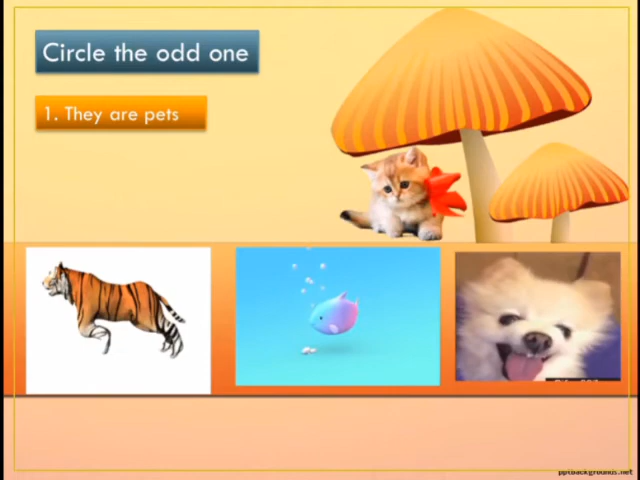 Circle the odd one
1. They are pets
pptbackgrounds.net